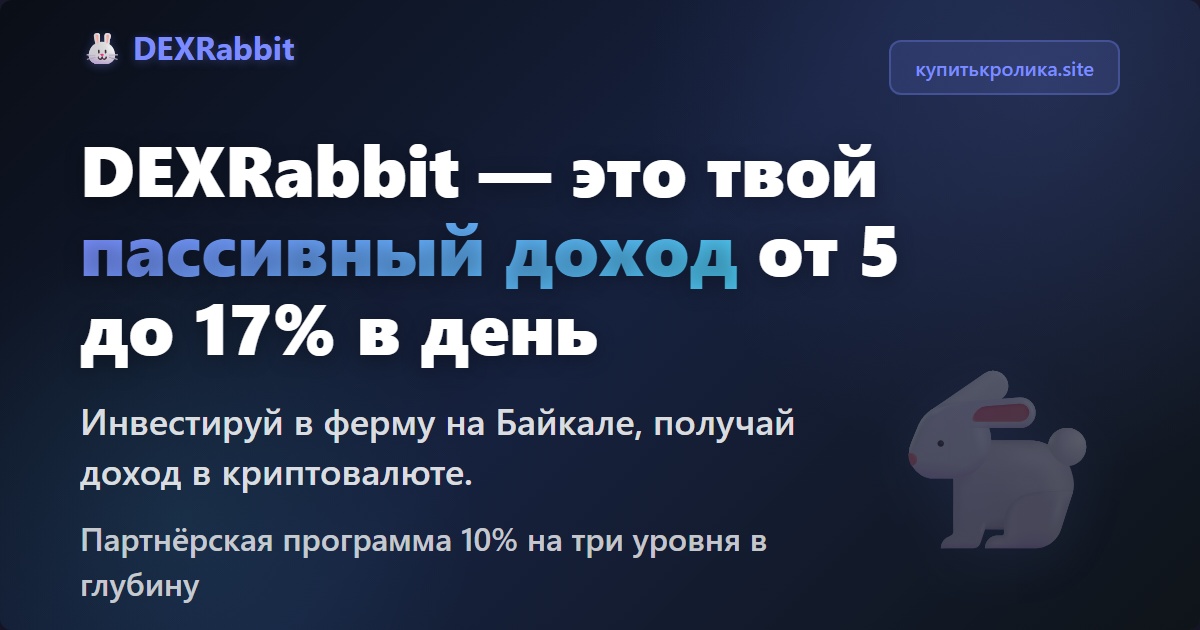 DEXRabbit
купитькролика.site
DEXRabbit — это твой
пассивный доход от 5
до 17% в день
Инвестируй в ферму на Байкале, получай
доход в криптовалюте.
Партнёрская программа 10% на три уровня в
глубину